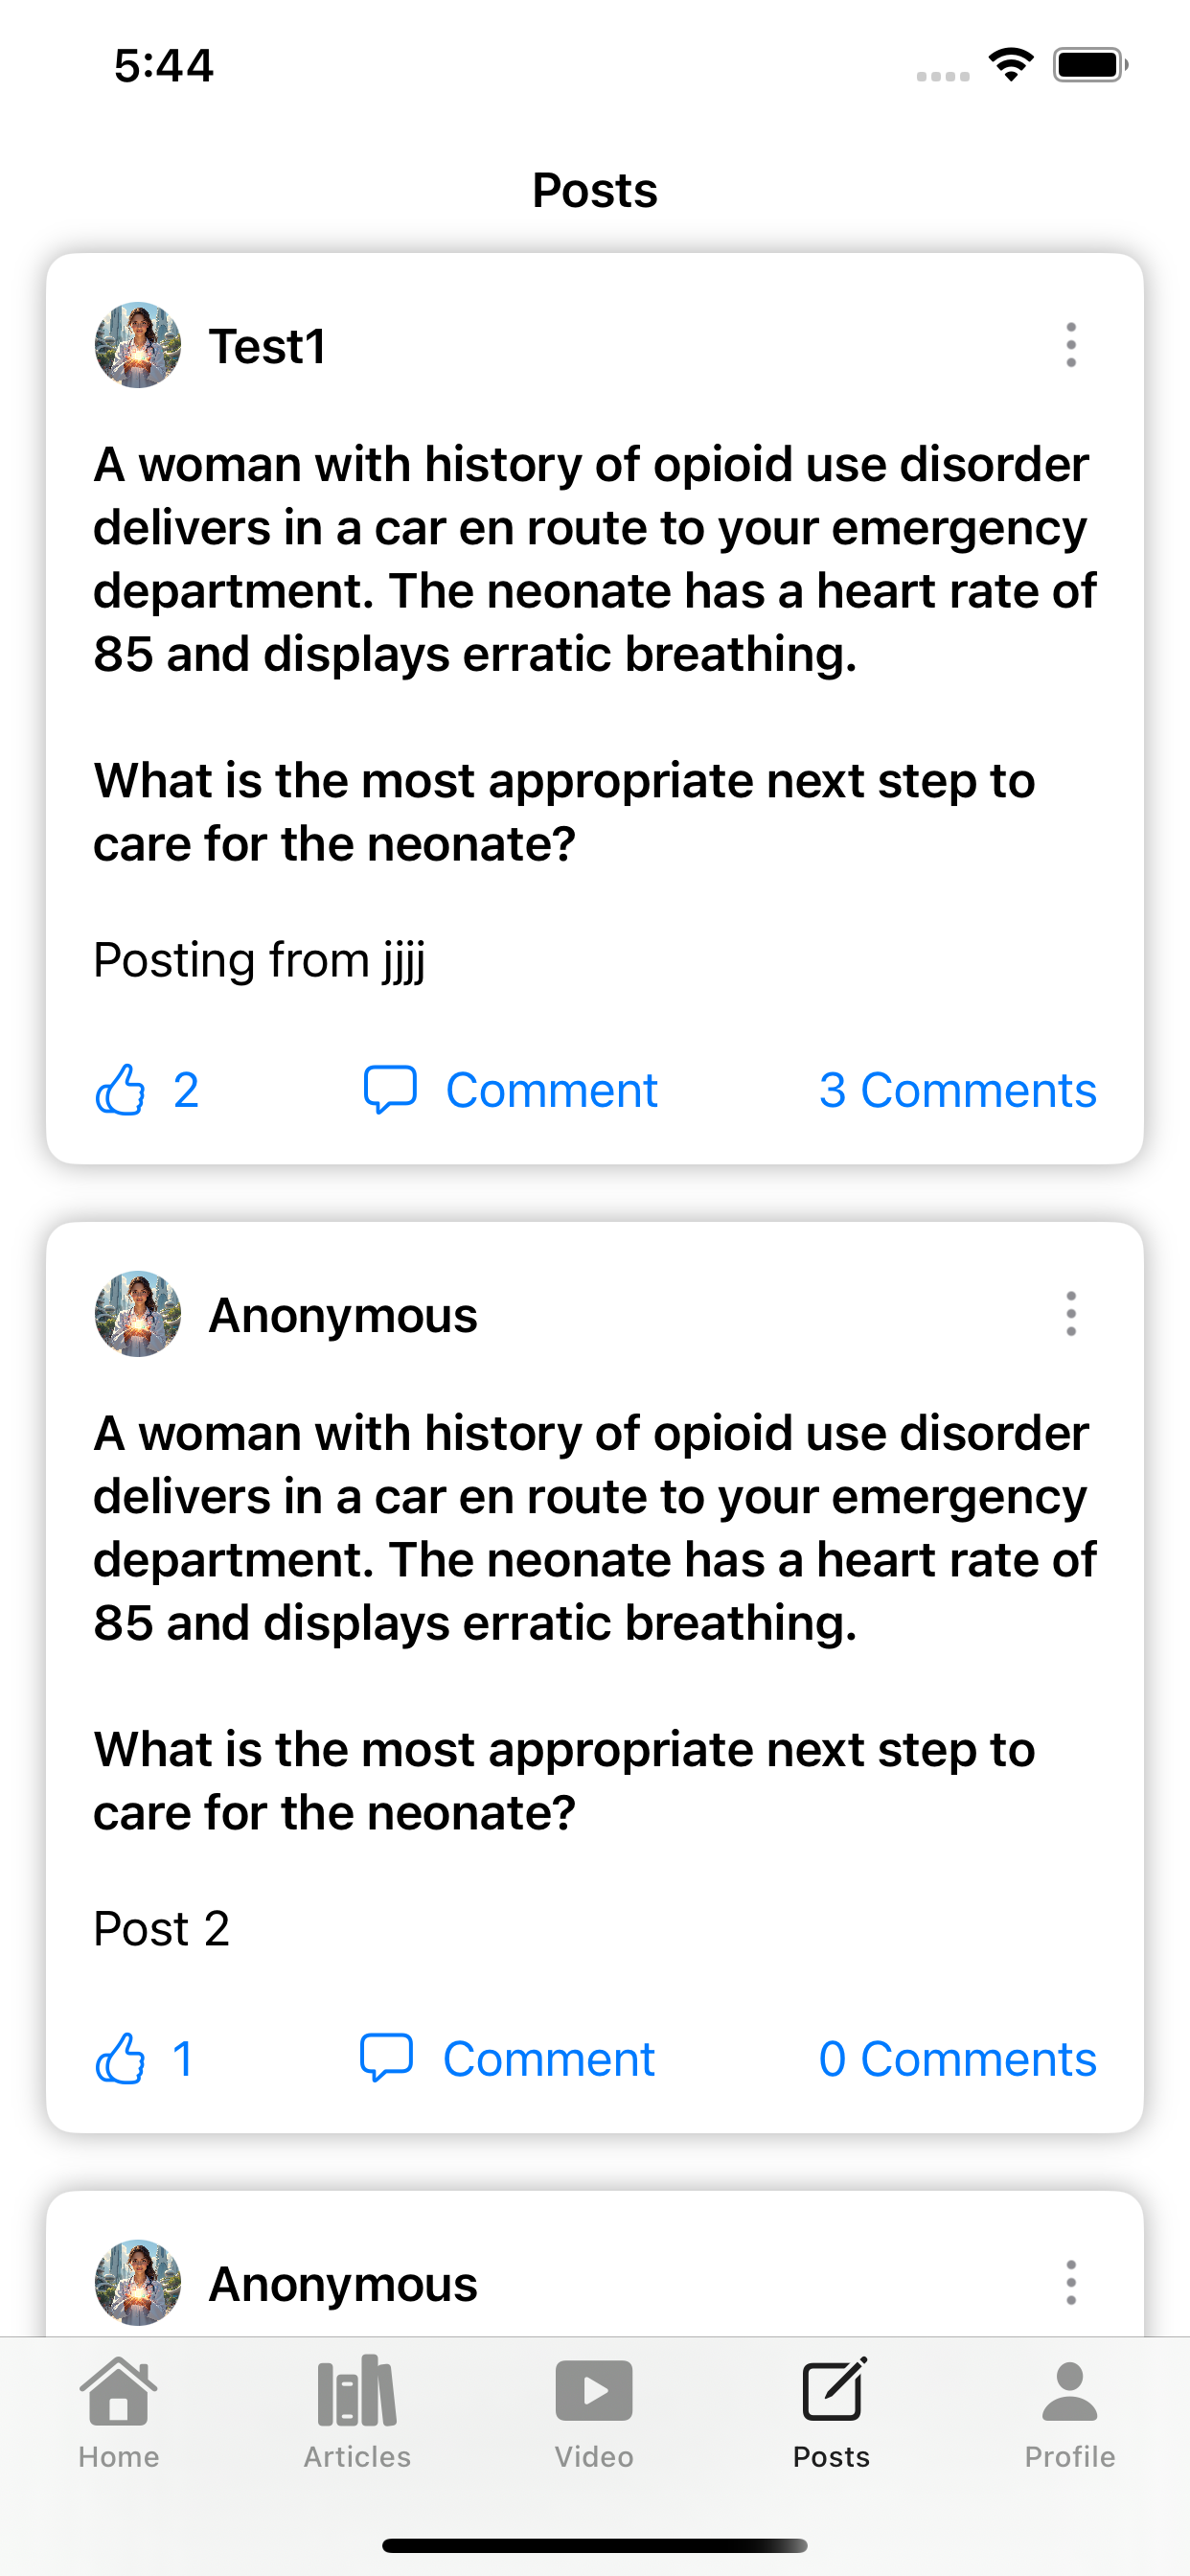 5:44
Posts
Test1
A woman with history of opioid use disorder
delivers in a car en route to your emergency
department. The neonate has a heart rate of
85 and displays erratic breathing.
What is the most appropriate next step to
care for the neonate?
Posting from jjjj
2 Comment 3 Comments
Anonymous
A woman with history of opioid use disorder
delivers in a car en route to your emergency
department. The neonate has a heart rate of
85 and displays erratic breathing.
What is the most appropriate next step to
care for the neonate?
Post 2
1 Comment 0 Comments
Anonymous
Home Articles Video Posts Profile